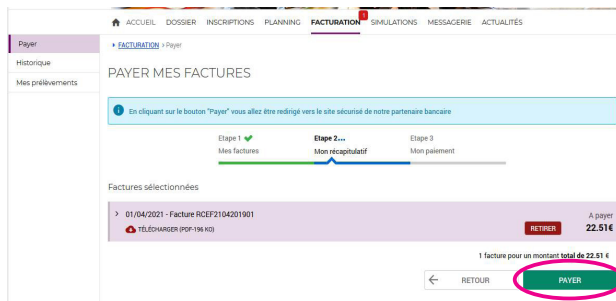 ACCUEIL DOSSIER INSCRIPTIONS PLANNING FACTURATION SIMULATIONS MESSAGERIE ACTUALITÉS
Payer
Historique
Mes prélèvements
FACTURATION > Payer
PAYER MES FACTURES
En cliquant sur le bouton "Payer" vous allez être redirigé vers le site sécurisé de notre partenaire bancaire
Etape 1 Etape 2... Etape 3
Mes factures Mon récapitulatif Mon paiement
Factures sélectionnées
> 01/04/2021 - Facture RCEF2104201901 A payer
TÉLÉCHARGER (PDF-196 KO) RETIRER 22.51€
1 facture pour un montant total de 22.51 €
← RETOUR PAYER